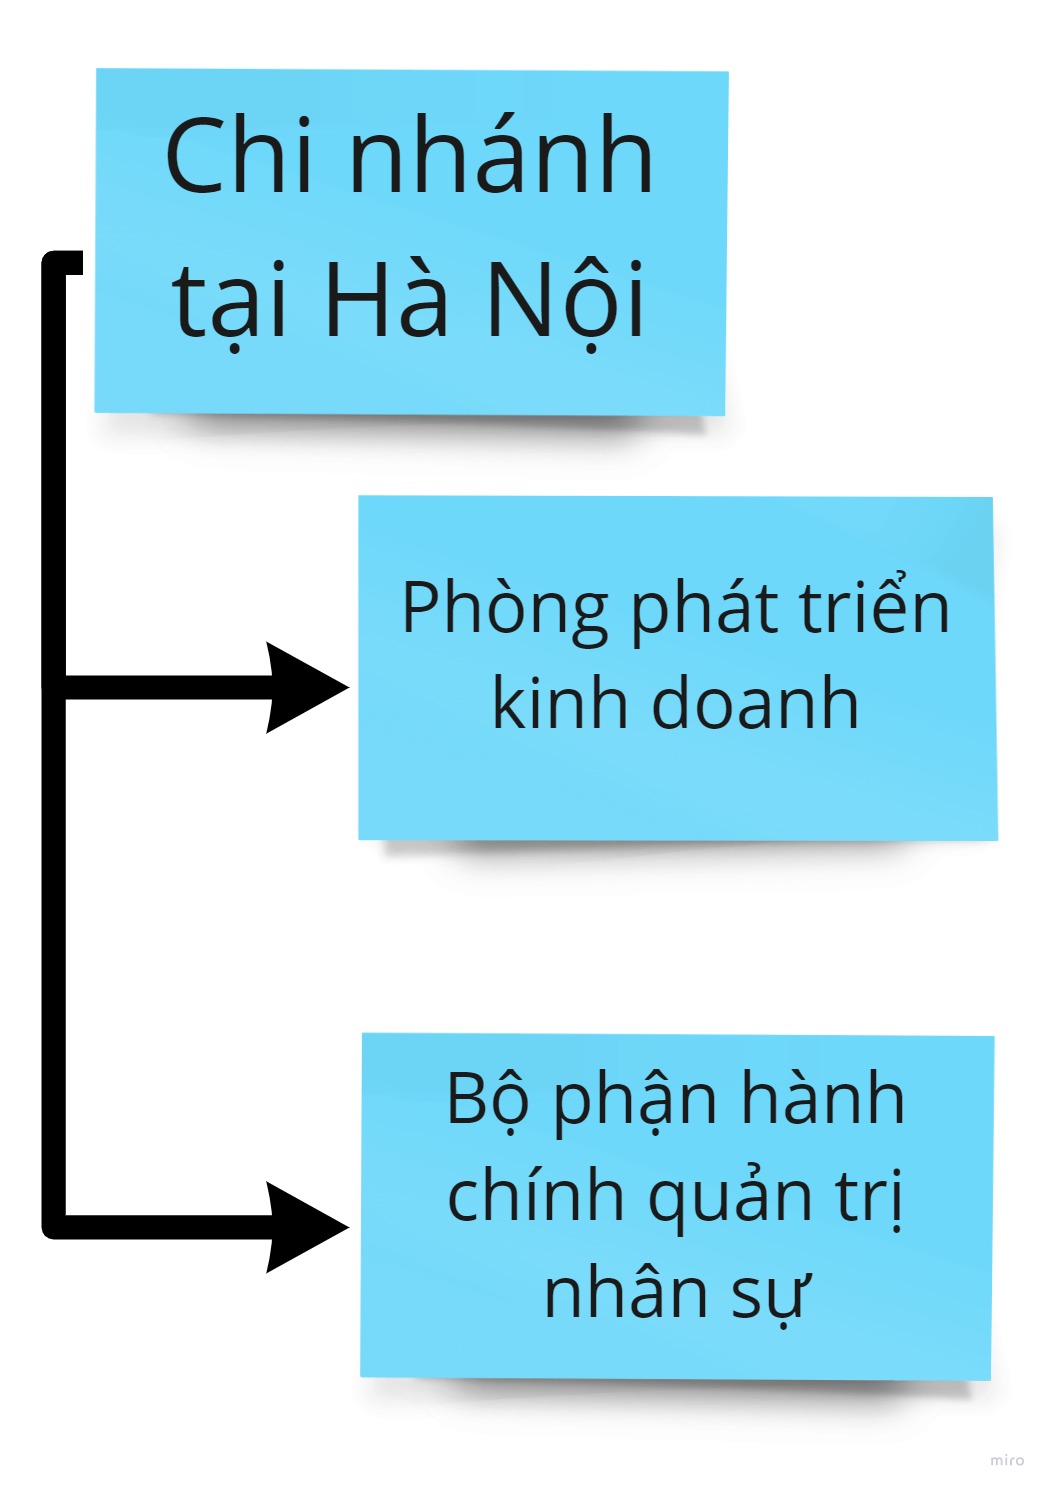 Chi nhánh
tại Hà Nội
Phòng phát triển
kinh doanh
Bộ phận hành
chính quản trị
nhân sự
miro